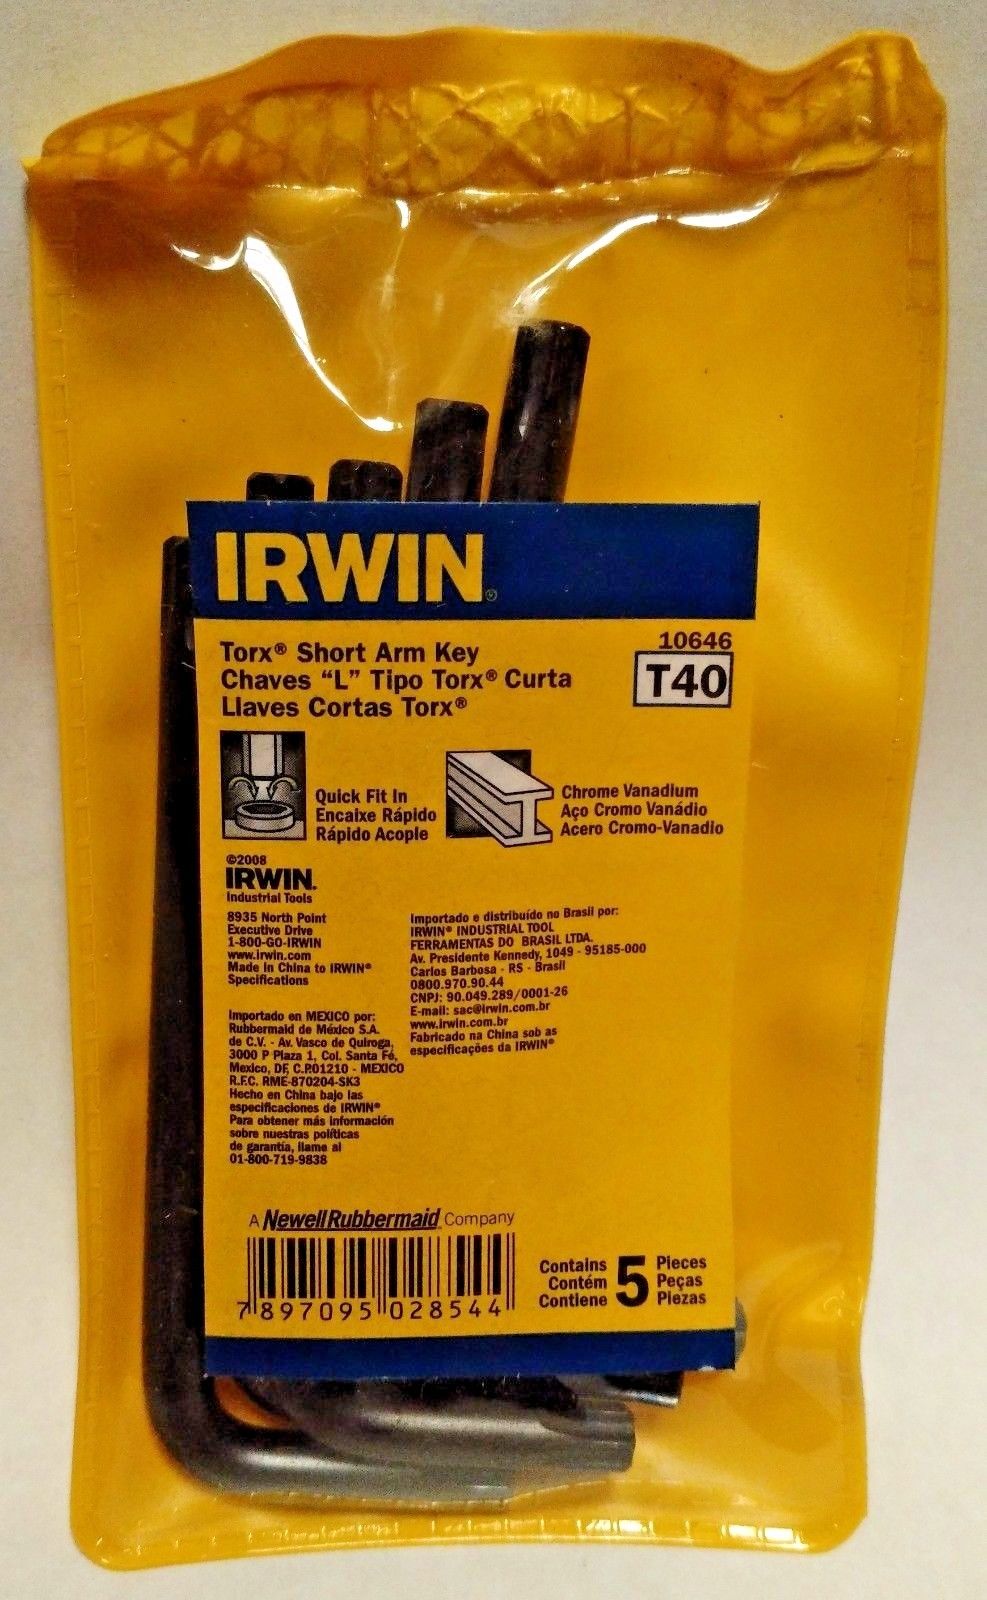 IRWIN®
Torx® Short Arm Key
Chaves “L” Tipo Torx® Curta
Llaves Cortas Torx®
10646
T40
Quick Fit In
Encaixe Rápido
Rápido Acople
Chrome Vanadium
Aço Cromo Vanádio
Acero Cromo-Vanadio
©2008
IRWIN.
Industrial Tools
8935 North Point
Executive Drive
1-800-GO-IRWIN
www.irwin.com
Made in China to IRWIN®
Specifications
Importado en MEXICO por:
Rubbermaid de México S.A.
de C.V. - Av. Vasco de Quiroga,
3000 P Plaza 1, Col. Santa Fé,
Mexico, DF, C.P.01210 - MEXICO
R.F.C. RME-870204-SK3
Hecho en China bajo las
especificaciones de IRWIN®
Para obtener más información
sobre nuestras políticas
de garantía, llame al
01-800-719-9838
Importado e distribuído no Brasil por:
IRWIN® INDUSTRIAL TOOL
FERRAMENTAS DO BRASIL LTDA.
Av. Presidente Kennedy, 1049 - 95185-000
Carlos Barbosa - RS - Brasil
0800.970.90.44
CNPJ: 90.049.289/0001-26
E-mail: sac@irwin.com.br
www.irwin.com.br
Fabricado na China sob as
especificações da IRWIN®
A NewellRubbermaid Company
7 897095 028544
Contains
Contém
Contiene
5
Pieces
Peças
Piezas